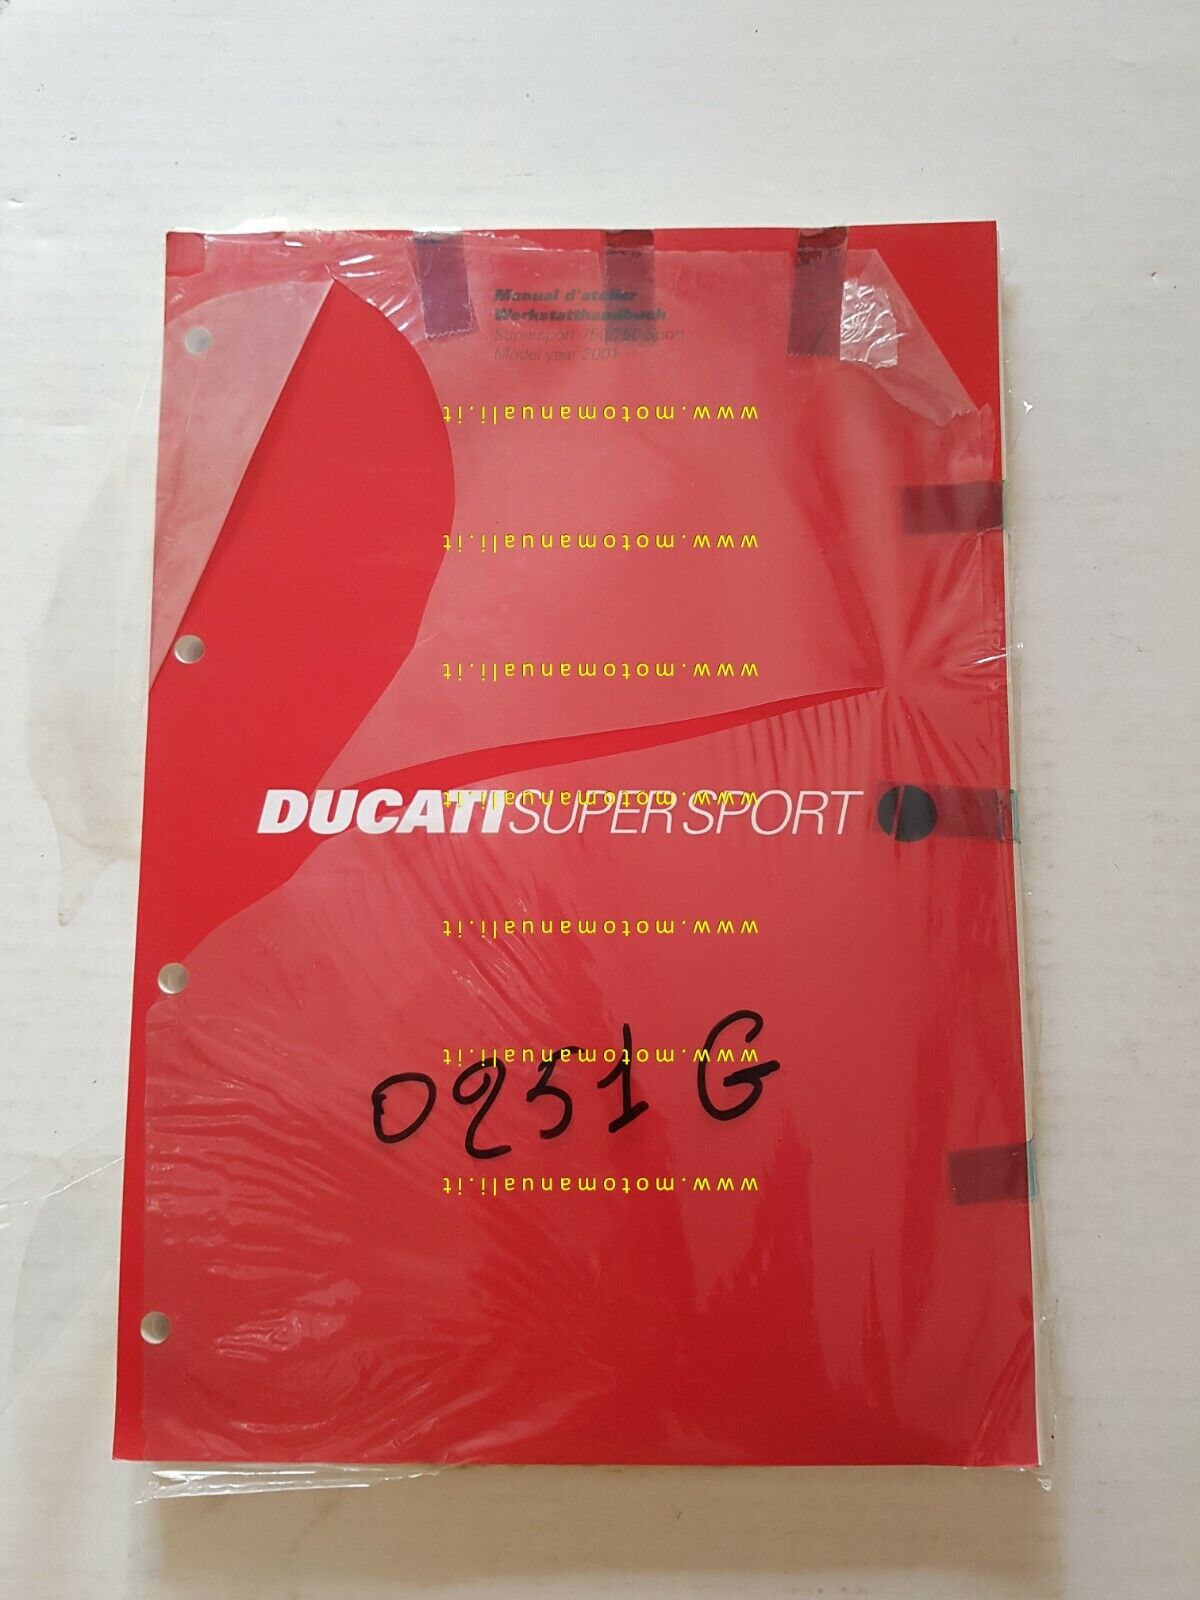 Manual d'atelier
Werkstatthandbuch
Supersport 750/750 Sport
Model year 2001
www.motomanuali.it
www.motomanuali.it
www.motomanuali.it
DUCATI SUPERSPORT
www.motomanuali.it
www.motomanuali.it
www.motomanuali.it
0251 G
www.motomanuali.it